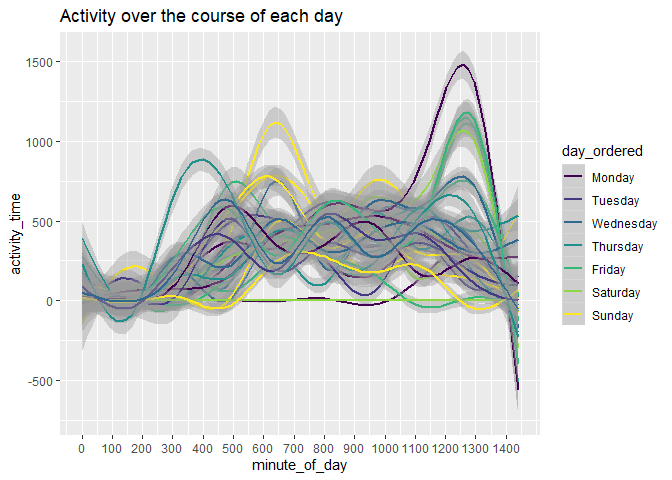 Activity over the course of each day
1500
1000
500
0
-500
activity_time
0 100 200 300 400 500 600 700 800 900 1000 1100 1200 1300 1400
minute_of_day
day_ordered
Monday
Tuesday
Wednesday
Thursday
Friday
Saturday
Sunday